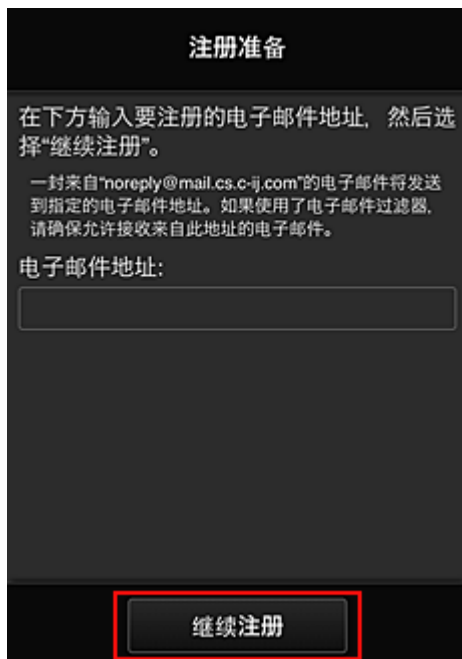 注册准备
在下方输入要注册的电子邮件地址，然后选
择“继续注册”。
一封来自“noreply@mail.cs.c-ij.com”的电子邮件将发送
到指定的电子邮件地址。如果使用了电子邮件过滤器，
请确保允许接收来自此地址的电子邮件。
电子邮件地址:
继续注册